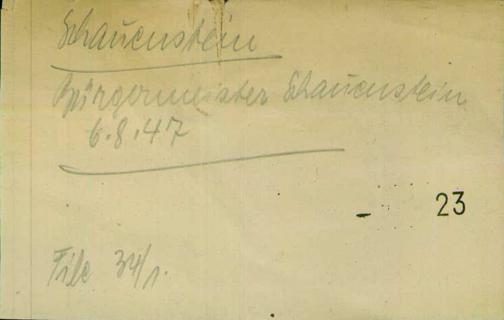 Schauenstein
Bürgermeister Schauenstein
6.8.47
- 23
File 34/1.